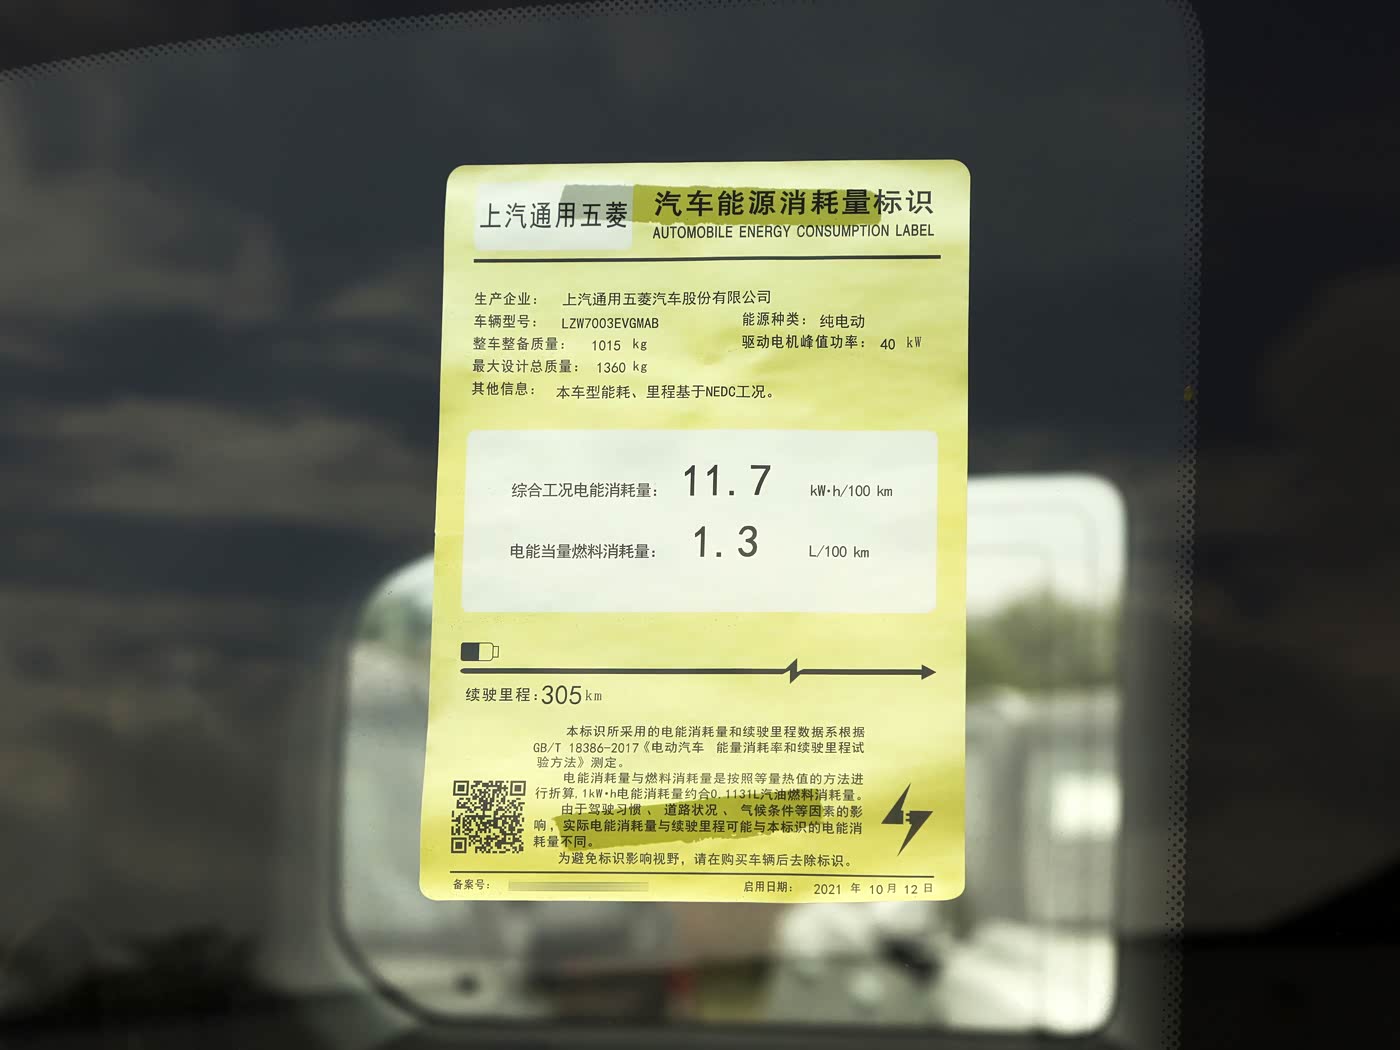 上汽通用五菱
汽车能源消耗量标识
AUTOMOBILE ENERGY CONSUMPTION LABEL
生产企业： 上汽通用五菱汽车股份有限公司
车辆型号： LZW7003EVGMAB 能源种类： 纯电动
整车整备质量： 1015 kg 驱动电机峰值功率： 40 kW
最大设计总质量： 1360 kg
其他信息： 本车型能耗、里程基于NEDC工况。
综合工况电能消耗量： 11.7 kW·h/100 km
电能当量燃料消耗量： 1.3 L/100 km
续驶里程:305km
本标识所采用的电能消耗量和续驶里程数据系根据
GB/T 18386-2017《电动汽车 能量消耗率和续驶里程试
验方法》测定。
电能消耗量与燃料消耗量是按照等量热值的方法进
行折算,1kW·h电能消耗量约合0.1131L汽油燃料消耗量。
由于驾驶习惯、道路状况、气候条件等因素的影
响，实际电能消耗量与续驶里程可能与本标识的电能消
耗量不同。
为避免标识影响视野，请在购买车辆后去除标识。
备案号： 启用日期： 2021 年 10 月 12 日